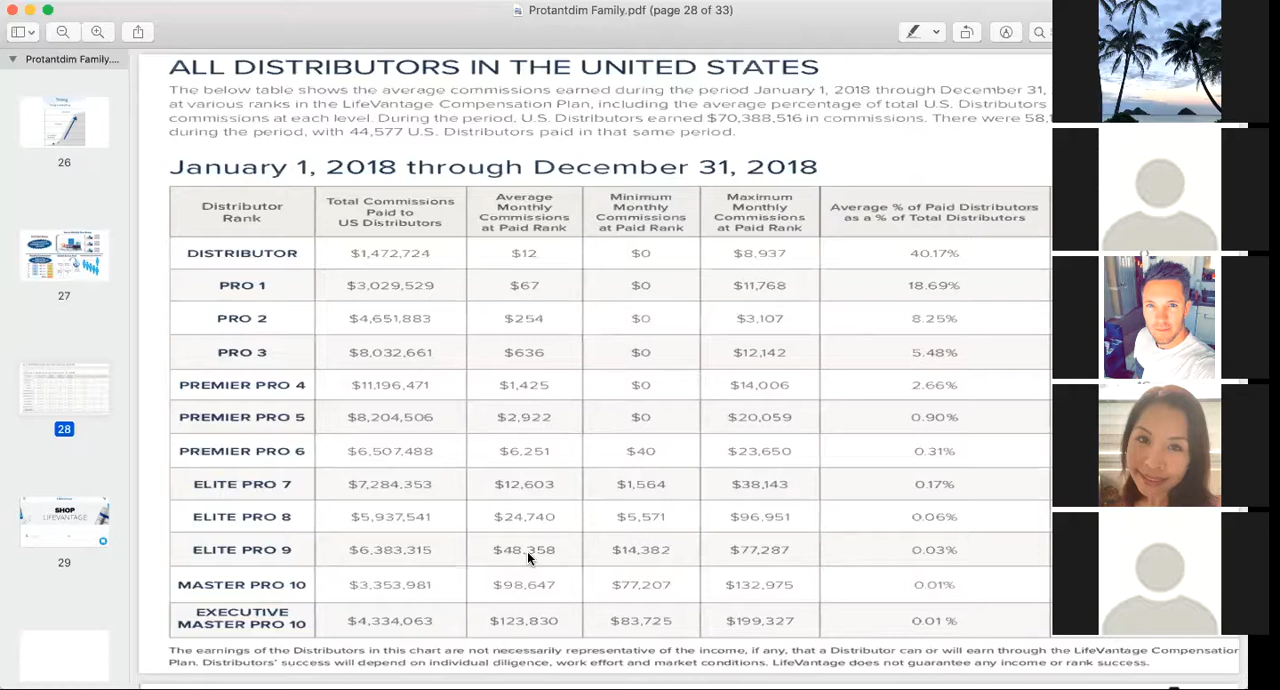 Protantdim Family.pdf (page 28 of 33)
Protantdim Family....
26
27
28
SHOP
LIFEVANTAGE
29
ALL DISTRIBUTORS IN THE UNITED STATES
The below table shows the average commissions earned during the period January 1, 2018 through December 31,
at various ranks in the LifeVantage Compensation Plan, including the average percentage of total U.S. Distributors
commissions at each level. During the period, U.S. Distributors earned $70,388,516 in commissions. There were 58,1
during the period, with 44,577 U.S. Distributors paid in that same period.
January 1, 2018 through December 31, 2018
Distributor Rank Total Commissions Paid to US Distributors Average Monthly Commissions at Paid Rank Minimum Monthly Commissions at Paid Rank Maximum Monthly Commissions at Paid Rank Average % of Paid Distributors as a % of Total Distributors
DISTRIBUTOR $1,472,724 $12 $0 $8,937 40.17%
PRO 1 $3,029,529 $67 $0 $11,768 18.69%
PRO 2 $4,651,883 $254 $0 $3,107 8.25%
PRO 3 $8,032,661 $636 $0 $12,142 5.48%
PREMIER PRO 4 $11,196,471 $1,425 $0 $14,006 2.66%
PREMIER PRO 5 $8,204,506 $2,922 $0 $20,059 0.90%
PREMIER PRO 6 $6,507,488 $6,251 $40 $23,650 0.31%
ELITE PRO 7 $7,284,353 $12,603 $1,564 $38,143 0.17%
ELITE PRO 8 $5,937,541 $24,740 $5,571 $96,951 0.06%
ELITE PRO 9 $6,383,315 $48,358 $14,382 $77,287 0.03%
MASTER PRO 10 $3,353,981 $98,647 $77,207 $132,975 0.01%
EXECUTIVE MASTER PRO 10 $4,334,063 $123,830 $83,725 $199,327 0.01 %
The earnings of the Distributors in this chart are not necessarily representative of the income, if any, that a Distributor can or will earn through the LifeVantage Compensation
Plan. Distributors' success will depend on individual diligence, work effort and market conditions. LifeVantage does not guarantee any income or rank success.